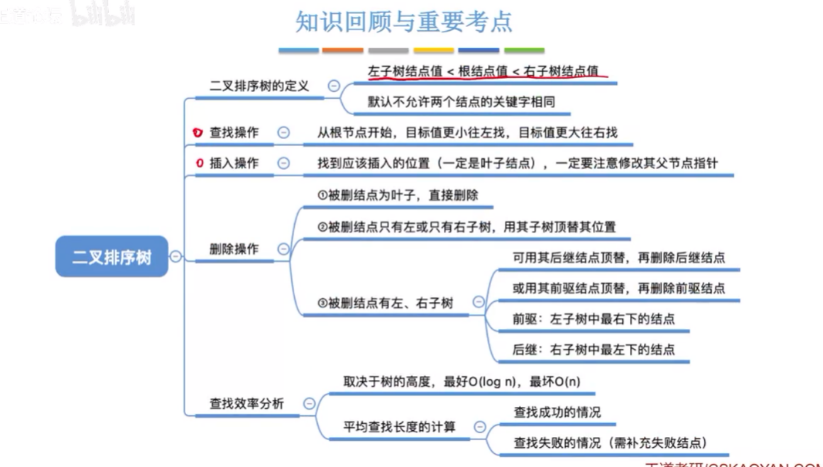 知识回顾与重要考点
左子树结点值 < 根结点值 < 右子树结点值
二叉排序树的定义
默认不允许两个结点的关键字相同
查找操作
从根节点开始，目标值更小往左找，目标值更大往右找
插入操作
找到应该插入的位置（一定是叶子结点），一定要注意修改其父节点指针
①被删结点为叶子，直接删除
②被删结点只有左或只有右子树，用其子树顶替其位置
删除操作
二叉排序树
可用其后继结点顶替，再删除后继结点
或用其前驱结点顶替，再删除前驱结点
③被删结点有左、右子树
前驱：左子树中最右下的结点
后继：右子树中最左下的结点
取决于树的高度，最好O(log n)，最坏O(n)
查找效率分析
查找成功的情况
平均查找长度的计算
查找失败的情况（需补充失败结点）